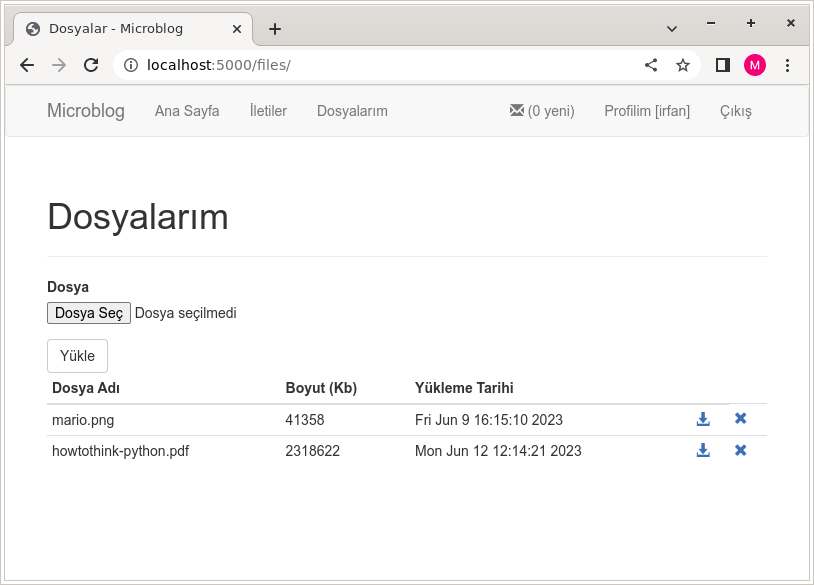 Dosyalar - Microblog
localhost:5000/files/
M
Microblog Ana Sayfa İletiler Dosyalarım (0 yeni) Profilim [irfan] Çıkış
Dosyalarım
Dosya
Dosya Seç Dosya seçilmedi
Yükle
Dosya Adı Boyut (Kb) Yükleme Tarihi
mario.png 41358 Fri Jun 9 16:15:10 2023
howtothink-python.pdf 2318622 Mon Jun 12 12:14:21 2023